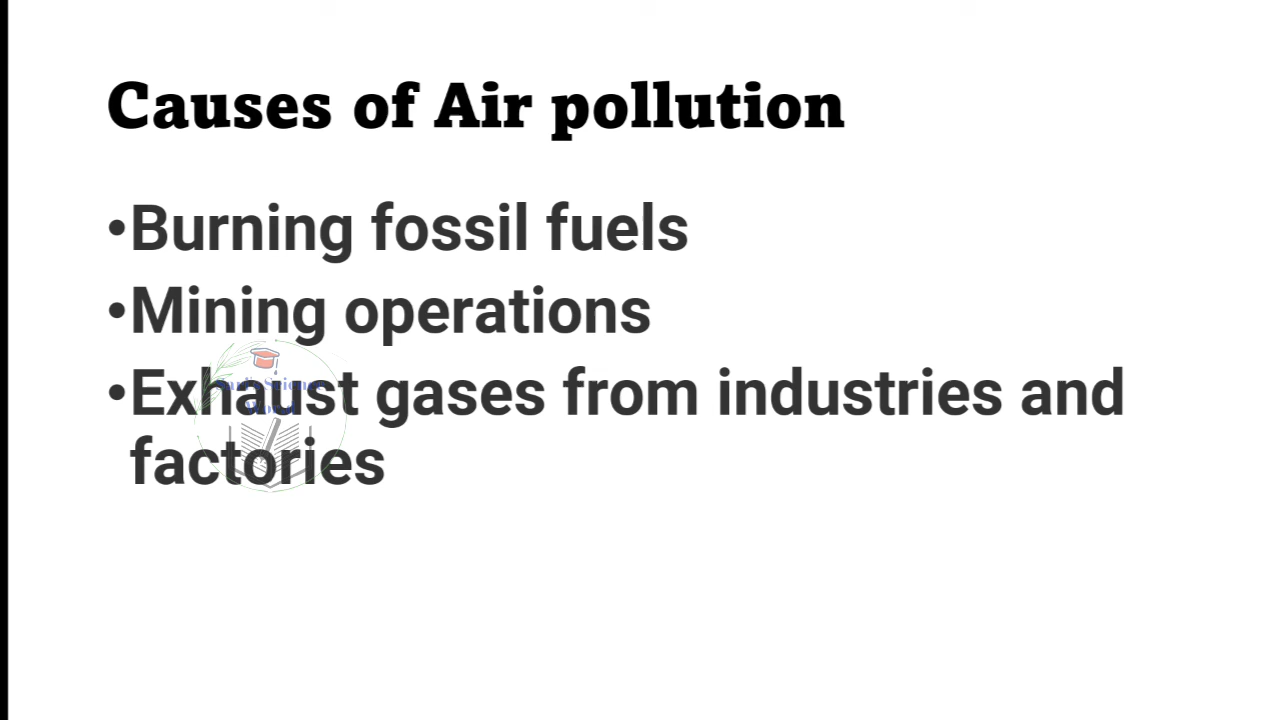 Causes of Air pollution
•Burning fossil fuels
•Mining operations
•Exhaust gases from industries and
factories